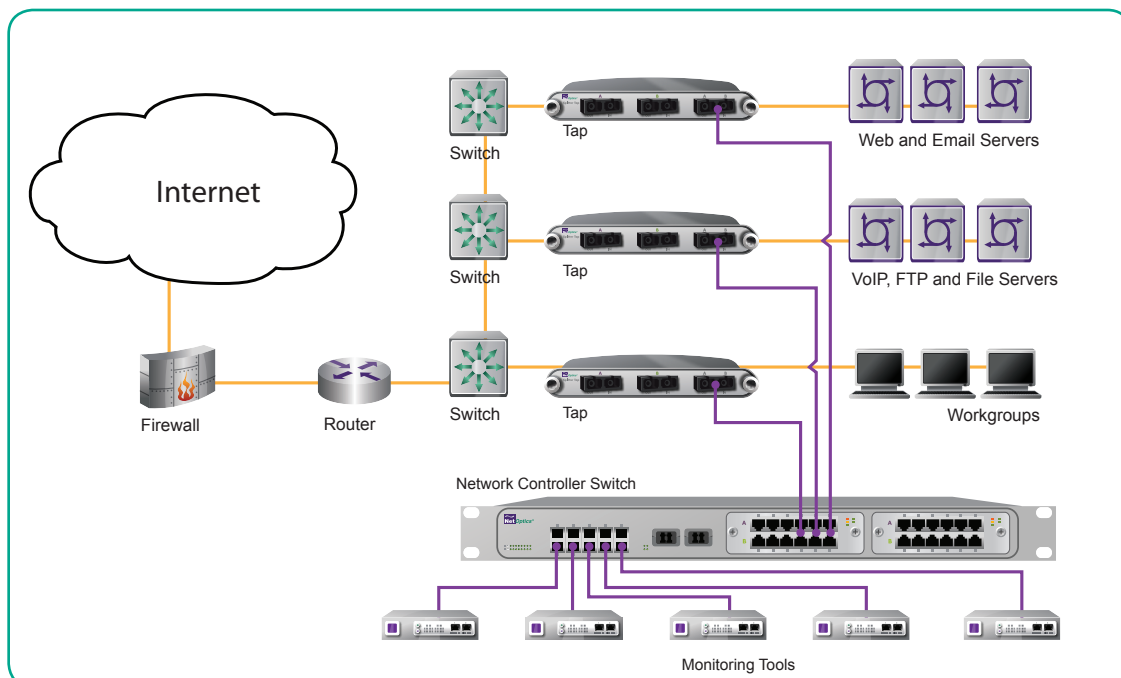 Internet
Switch
Tap
Web and Email Servers
Switch
Tap
VoIP, FTP and File Servers
Firewall
Router
Switch
Tap
Workgroups
Network Controller Switch
NetOptics
Monitoring Tools